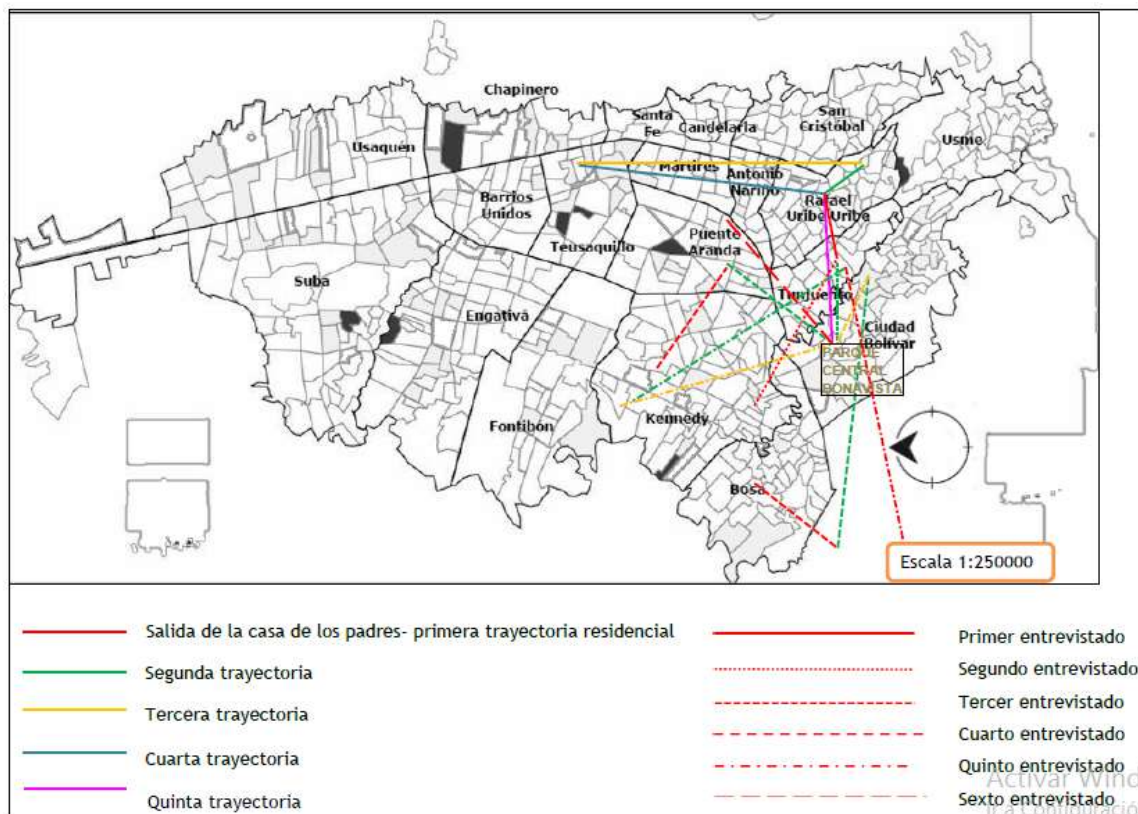 Chapinero
Santa
Fe
Candelaria
San
Cristóbal
Usaquén
Usme
Mártires
Antonio
Nariño
Barrios
Unidos
Rafael
Uribe Uribe
Puente
Aranda
Teusaquillo
Suba
Tunjuelito
Engativá
Ciudad
Bolívar
PARQUE
CENTRAL
BONAVISTA
Kennedy
Fontibón
Bosa
Escala 1:250000
Salida de la casa de los padres- primera trayectoria residencial
Segunda trayectoria
Tercera trayectoria
Cuarta trayectoria
Quinta trayectoria
Primer entrevistado
Segundo entrevistado
Tercer entrevistado
Cuarto entrevistado
Quinto entrevistado
Activar Wind
Sexto entrevistado